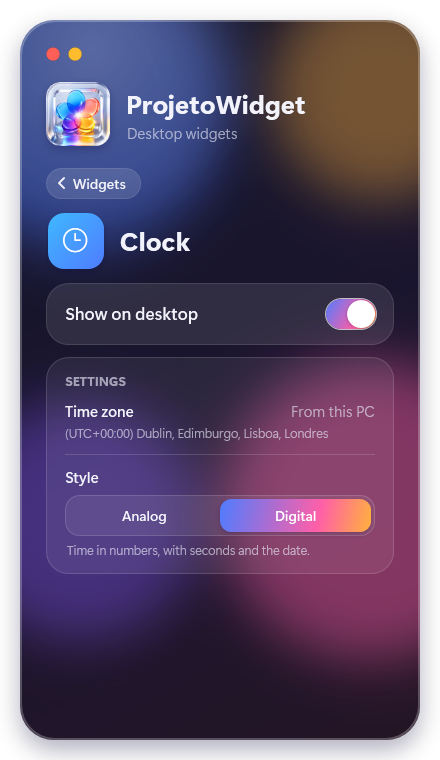 ProjetoWidget
Desktop widgets
Widgets
Clock
Show on desktop
SETTINGS
Time zone
From this PC
(UTC+00:00) Dublin, Edimburgo, Lisboa, Londres
Style
Analog
Digital
Time in numbers, with seconds and the date.